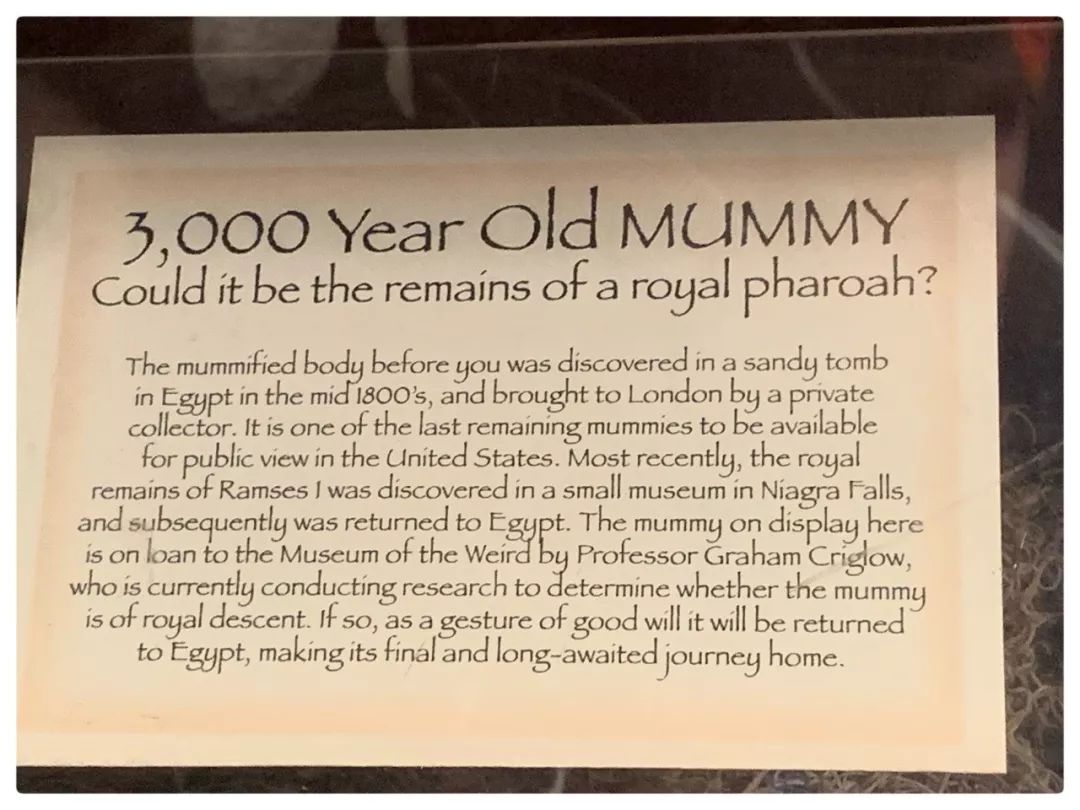 3,000 Year Old MUMMY
Could it be the remains of a royal pharoah?
The mummified body before you was discovered in a sandy tomb
in Egypt in the mid 1800's, and brought to London by a private
collector. It is one of the last remaining mummies to be available
for public view in the United States. Most recently, the royal
remains of Ramses I was discovered in a small museum in Niagra Falls,
and subsequently was returned to Egypt. The mummy on display here
is on loan to the Museum of the Weird by Professor Graham Criglow,
who is currently conducting research to determine whether the mummy
is of royal descent. If so, as a gesture of good will it will be returned
to Egypt, making its final and long-awaited journey home.